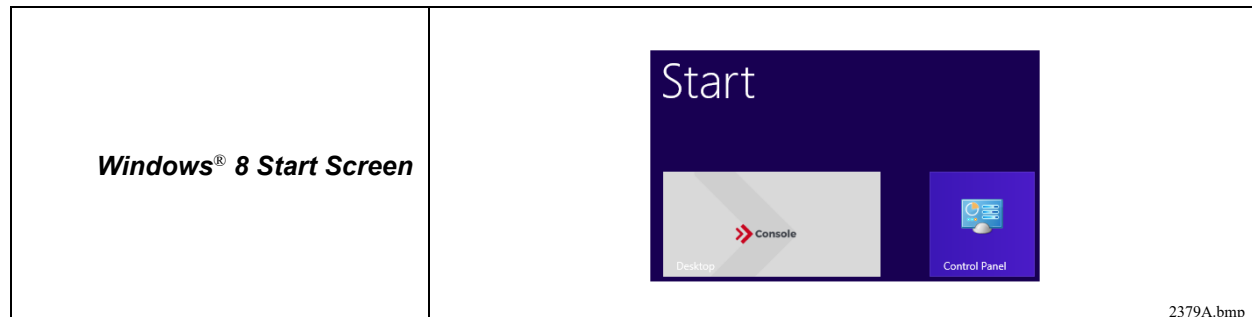 Windows® 8 Start Screen
Start
Console
Desktop
Control Panel
2379A.bmp